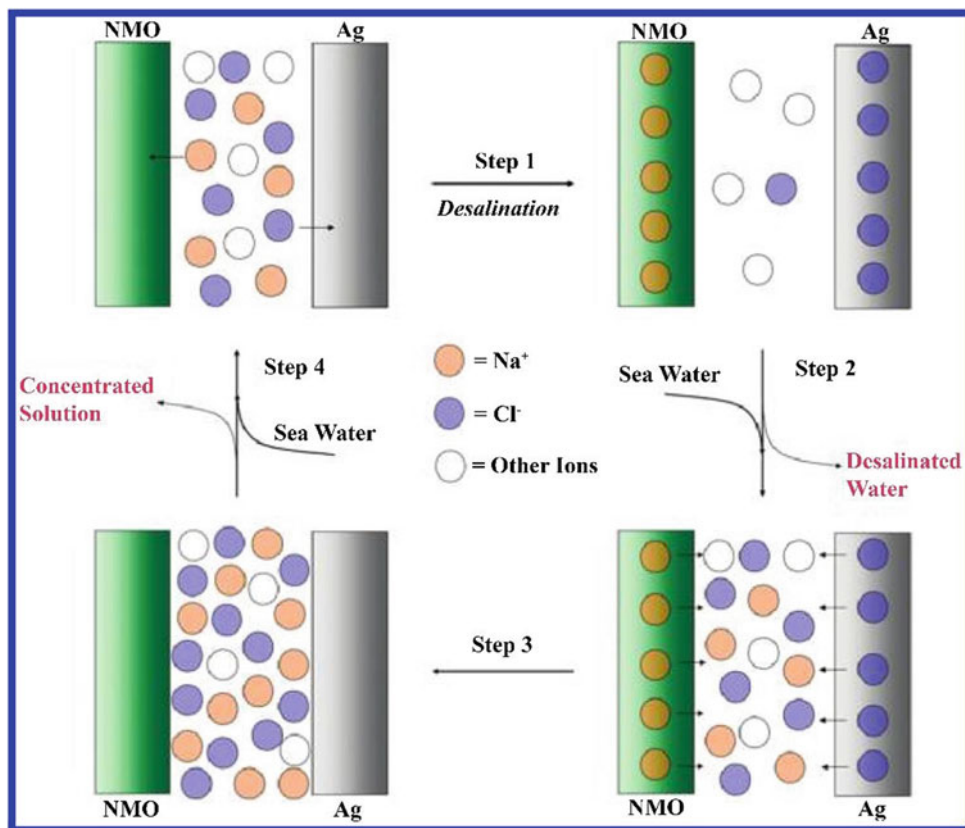 NMO
Ag
NMO
Ag
Step 1
Desalination
Step 4
Concentrated
Solution
Sea Water
= Na⁺
= Cl⁻
= Other Ions
Sea Water
Step 2
Desalinated
Water
Step 3
NMO
Ag
NMO
Ag